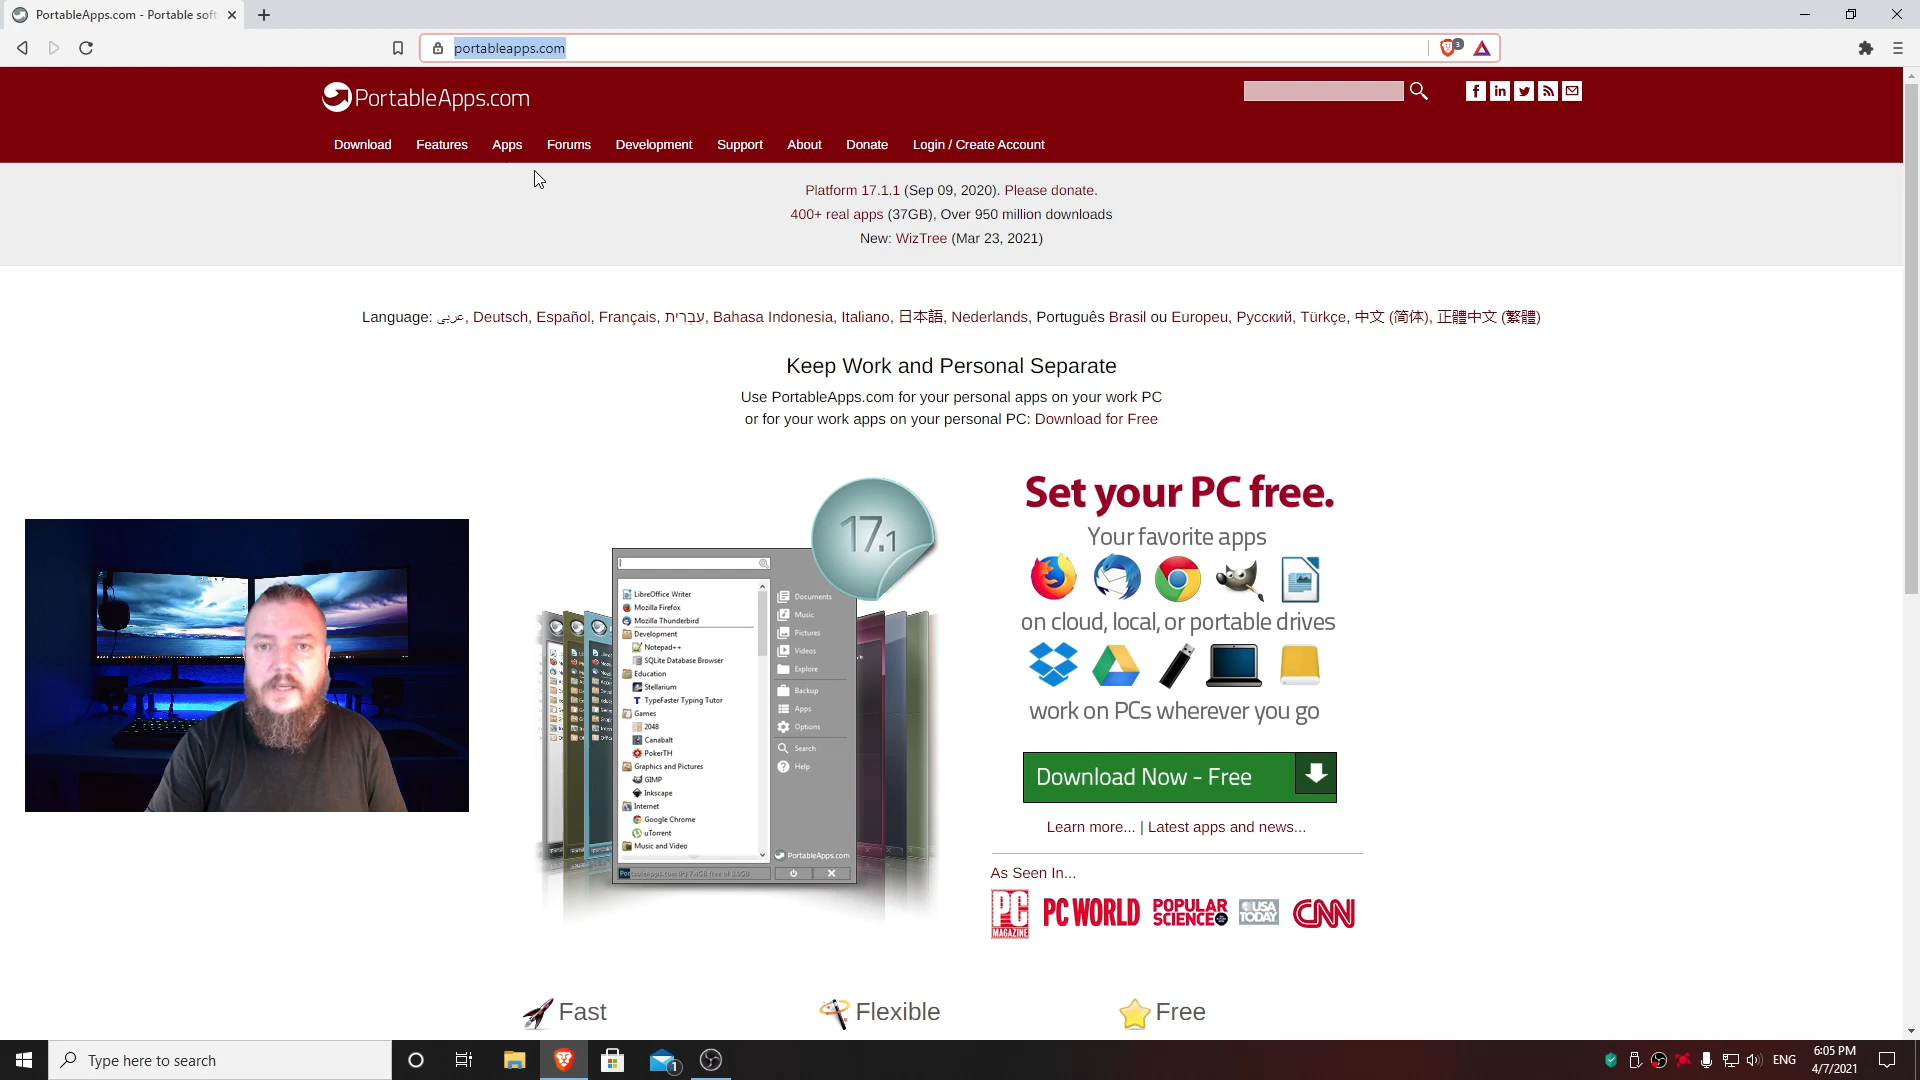 PortableApps.com - Portable soft
portableapps.com
3
PortableApps.com
Download Features Apps Forums Development Support About Donate Login / Create Account
Platform 17.1.1 (Sep 09, 2020). Please donate.
400+ real apps (37GB), Over 950 million downloads
New: WizTree (Mar 23, 2021)
Language: عربي, Deutsch, Español, Français, עִבְרִית, Bahasa Indonesia, Italiano, 日本語, Nederlands, Português Brasil ou Europeu, Русский, Türkçe, 中文 (简体), 正體中文 (繁體)
Keep Work and Personal Separate
Use PortableApps.com for your personal apps on your work PC
or for your work apps on your personal PC: Download for Free
17.1
LibreOffice Writer
Mozilla Firefox
Mozilla Thunderbird
Development
Notepad++
SQLite Database Browser
Education
Stellarium
TypeFaster Typing Tutor
Games
2048
Canabalt
PokerTH
Graphics and Pictures
GIMP
Inkscape
Internet
Google Chrome
uTorrent
Music and Video
Documents
Music
Pictures
Videos
Explore
Backup
Apps
Options
Search
Help
PortableApps.com
Set your PC free.
Your favorite apps
on cloud, local, or portable drives
work on PCs wherever you go
Download Now - Free
Learn more... | Latest apps and news...
As Seen In...
PC MAGAZINE PC WORLD POPULAR SCIENCE USA TODAY CNN
Fast Flexible Free
Type here to search
1
ENG
6:05 PM
4/7/2021